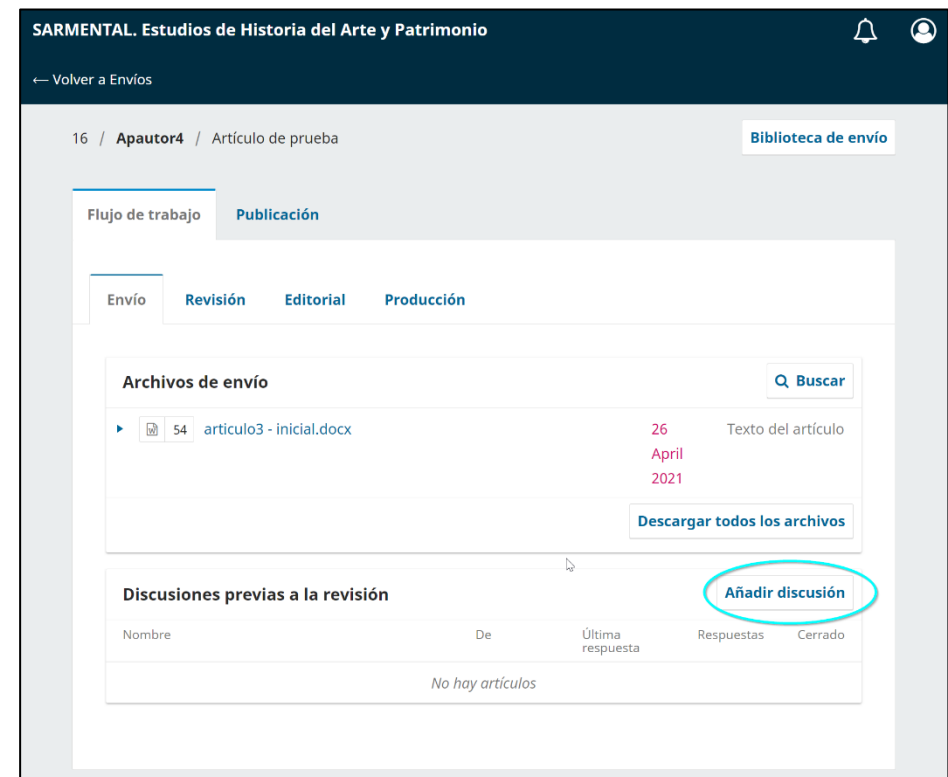 SARMENTAL. Estudios de Historia del Arte y Patrimonio
← Volver a Envíos
16 / Apautor4 / Artículo de prueba
Biblioteca de envío
Flujo de trabajo Publicación
Envío Revisión Editorial Producción
Archivos de envío
Buscar
54 articulo3 - inicial.docx 26 Texto del artículo
April
2021
Descargar todos los archivos
Discusiones previas a la revisión
Añadir discusión
Nombre De Última Respuestas Cerrado
respuesta
No hay artículos